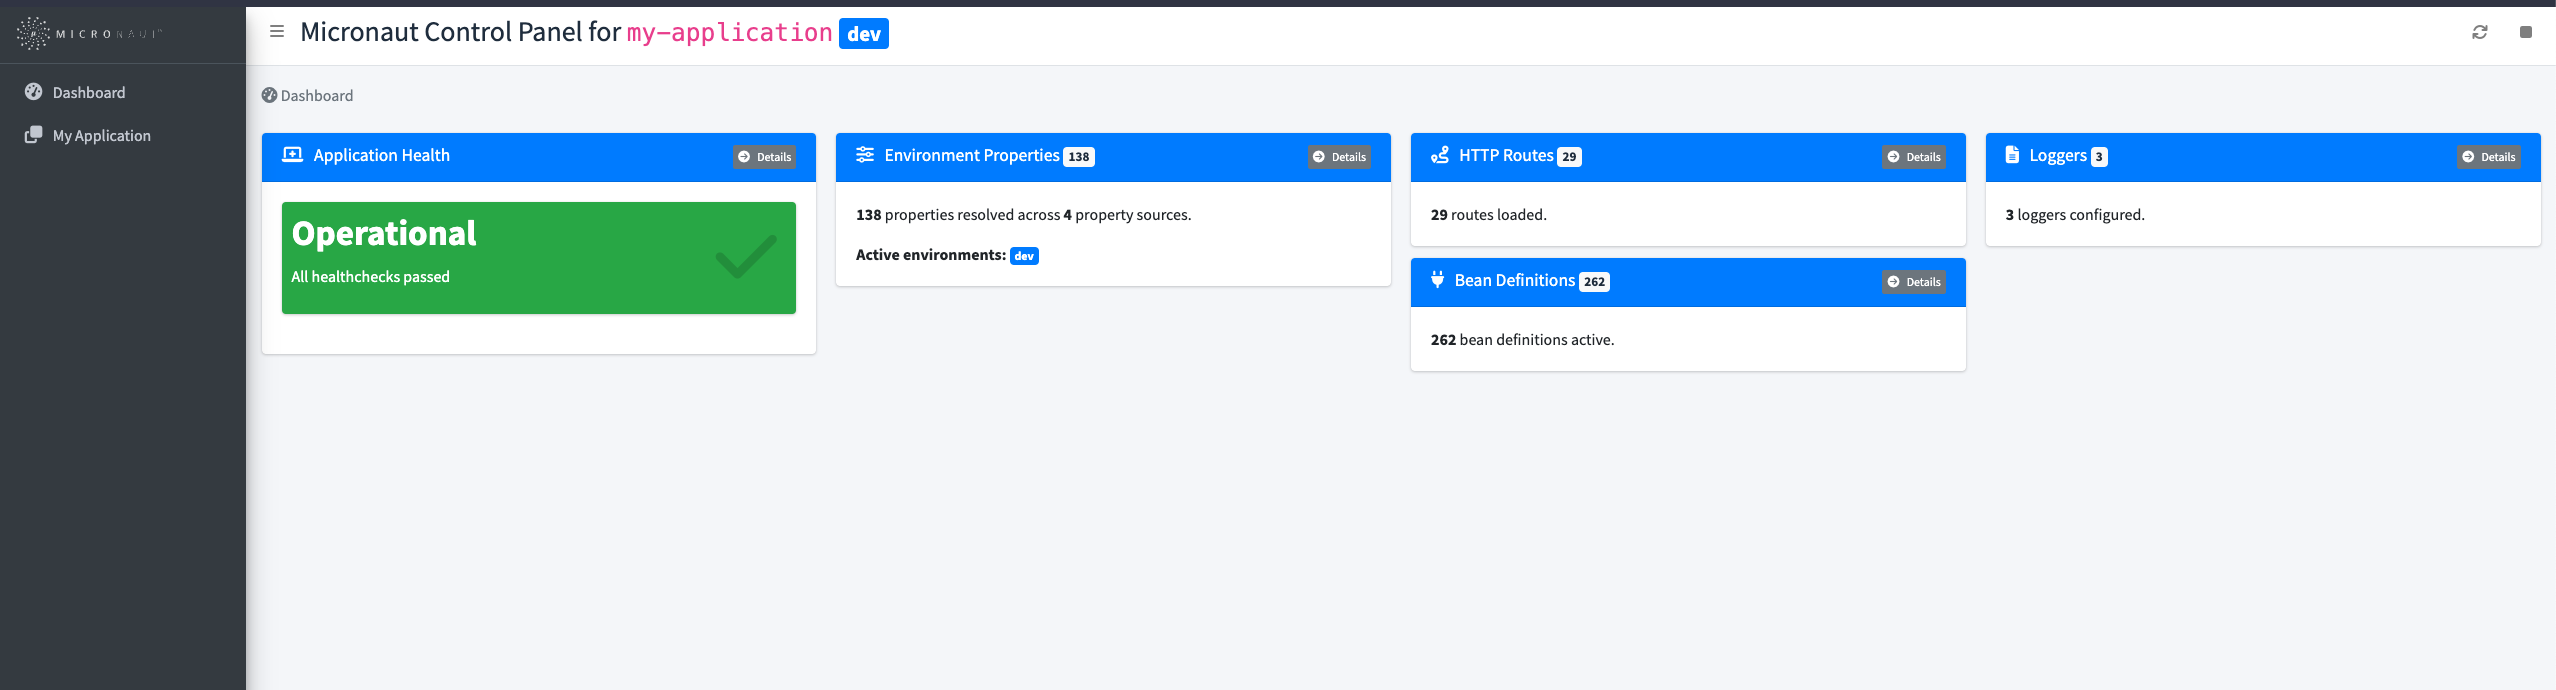 MICRONAUT
Micronaut Control Panel for my-application dev
Dashboard
My Application
Dashboard
Application Health
Details
Operational
All healthchecks passed
Environment Properties 138
Details
138 properties resolved across 4 property sources.
Active environments: dev
HTTP Routes 29
Details
29 routes loaded.
Bean Definitions 262
Details
262 bean definitions active.
Loggers 3
Details
3 loggers configured.